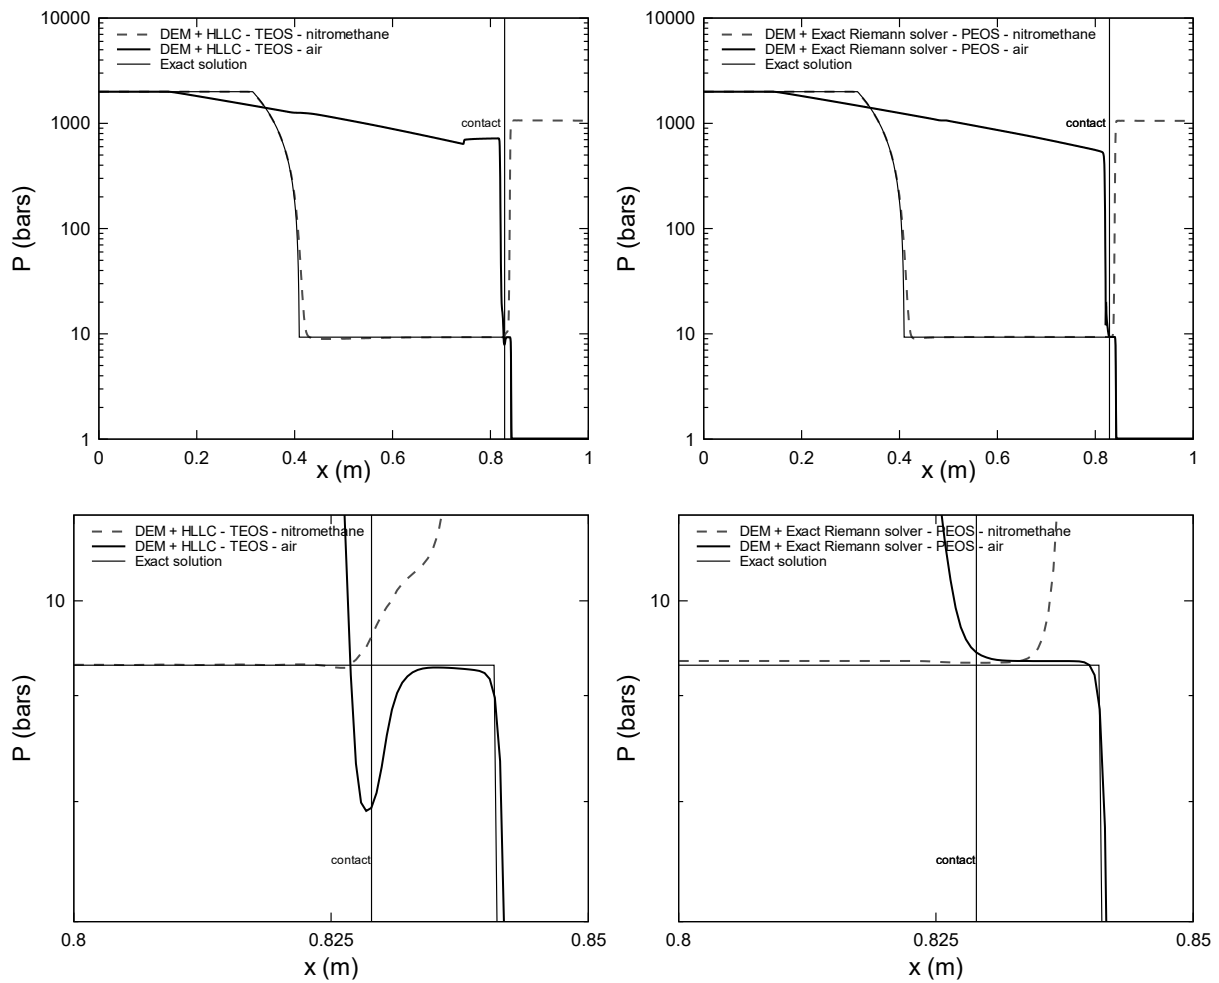 10000
1000
100
10
1
P (bars)
DEM + HLLC - TEOS - nitromethane
DEM + HLLC - TEOS - air
Exact solution
contact
0 0.2 0.4 0.6 0.8 1
x (m)
10000
1000
100
10
1
P (bars)
DEM + Exact Riemann solver - PEOS - nitromethane
DEM + Exact Riemann solver - PEOS - air
Exact solution
contact
0 0.2 0.4 0.6 0.8 1
x (m)
10
P (bars)
DEM + HLLC - TEOS - nitromethane
DEM + HLLC - TEOS - air
Exact solution
contact
0.8 0.825 0.85
x (m)
10
P (bars)
DEM + Exact Riemann solver - PEOS - nitromethane
DEM + Exact Riemann solver - PEOS - air
Exact solution
contact
0.8 0.825 0.85
x (m)